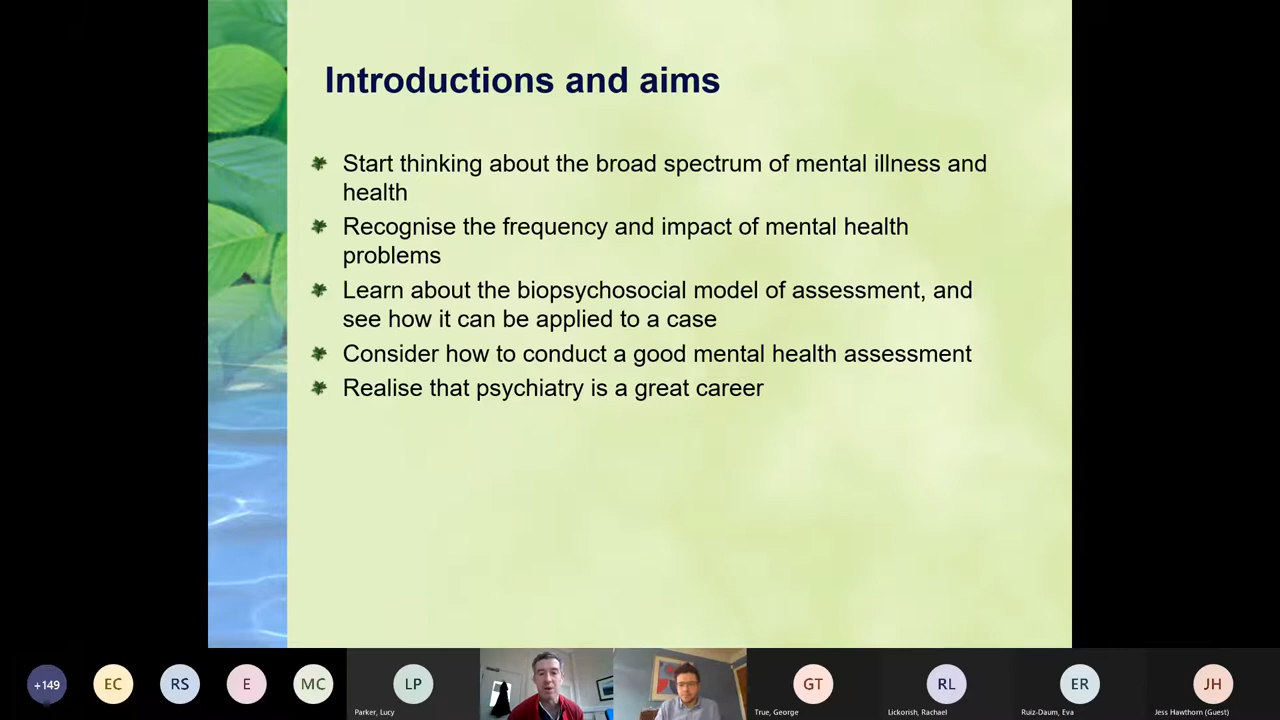 Introductions and aims
Start thinking about the broad spectrum of mental illness and
health
Recognise the frequency and impact of mental health
problems
Learn about the biopsychosocial model of assessment, and
see how it can be applied to a case
Consider how to conduct a good mental health assessment
Realise that psychiatry is a great career
+149
EC
RS
E
MC
LP
GT
RL
ER
JH
Parker, Lucy
True, George
Lickorish, Rachael
Ruiz-Daum, Eva
Jess Hawthorn (Guest)